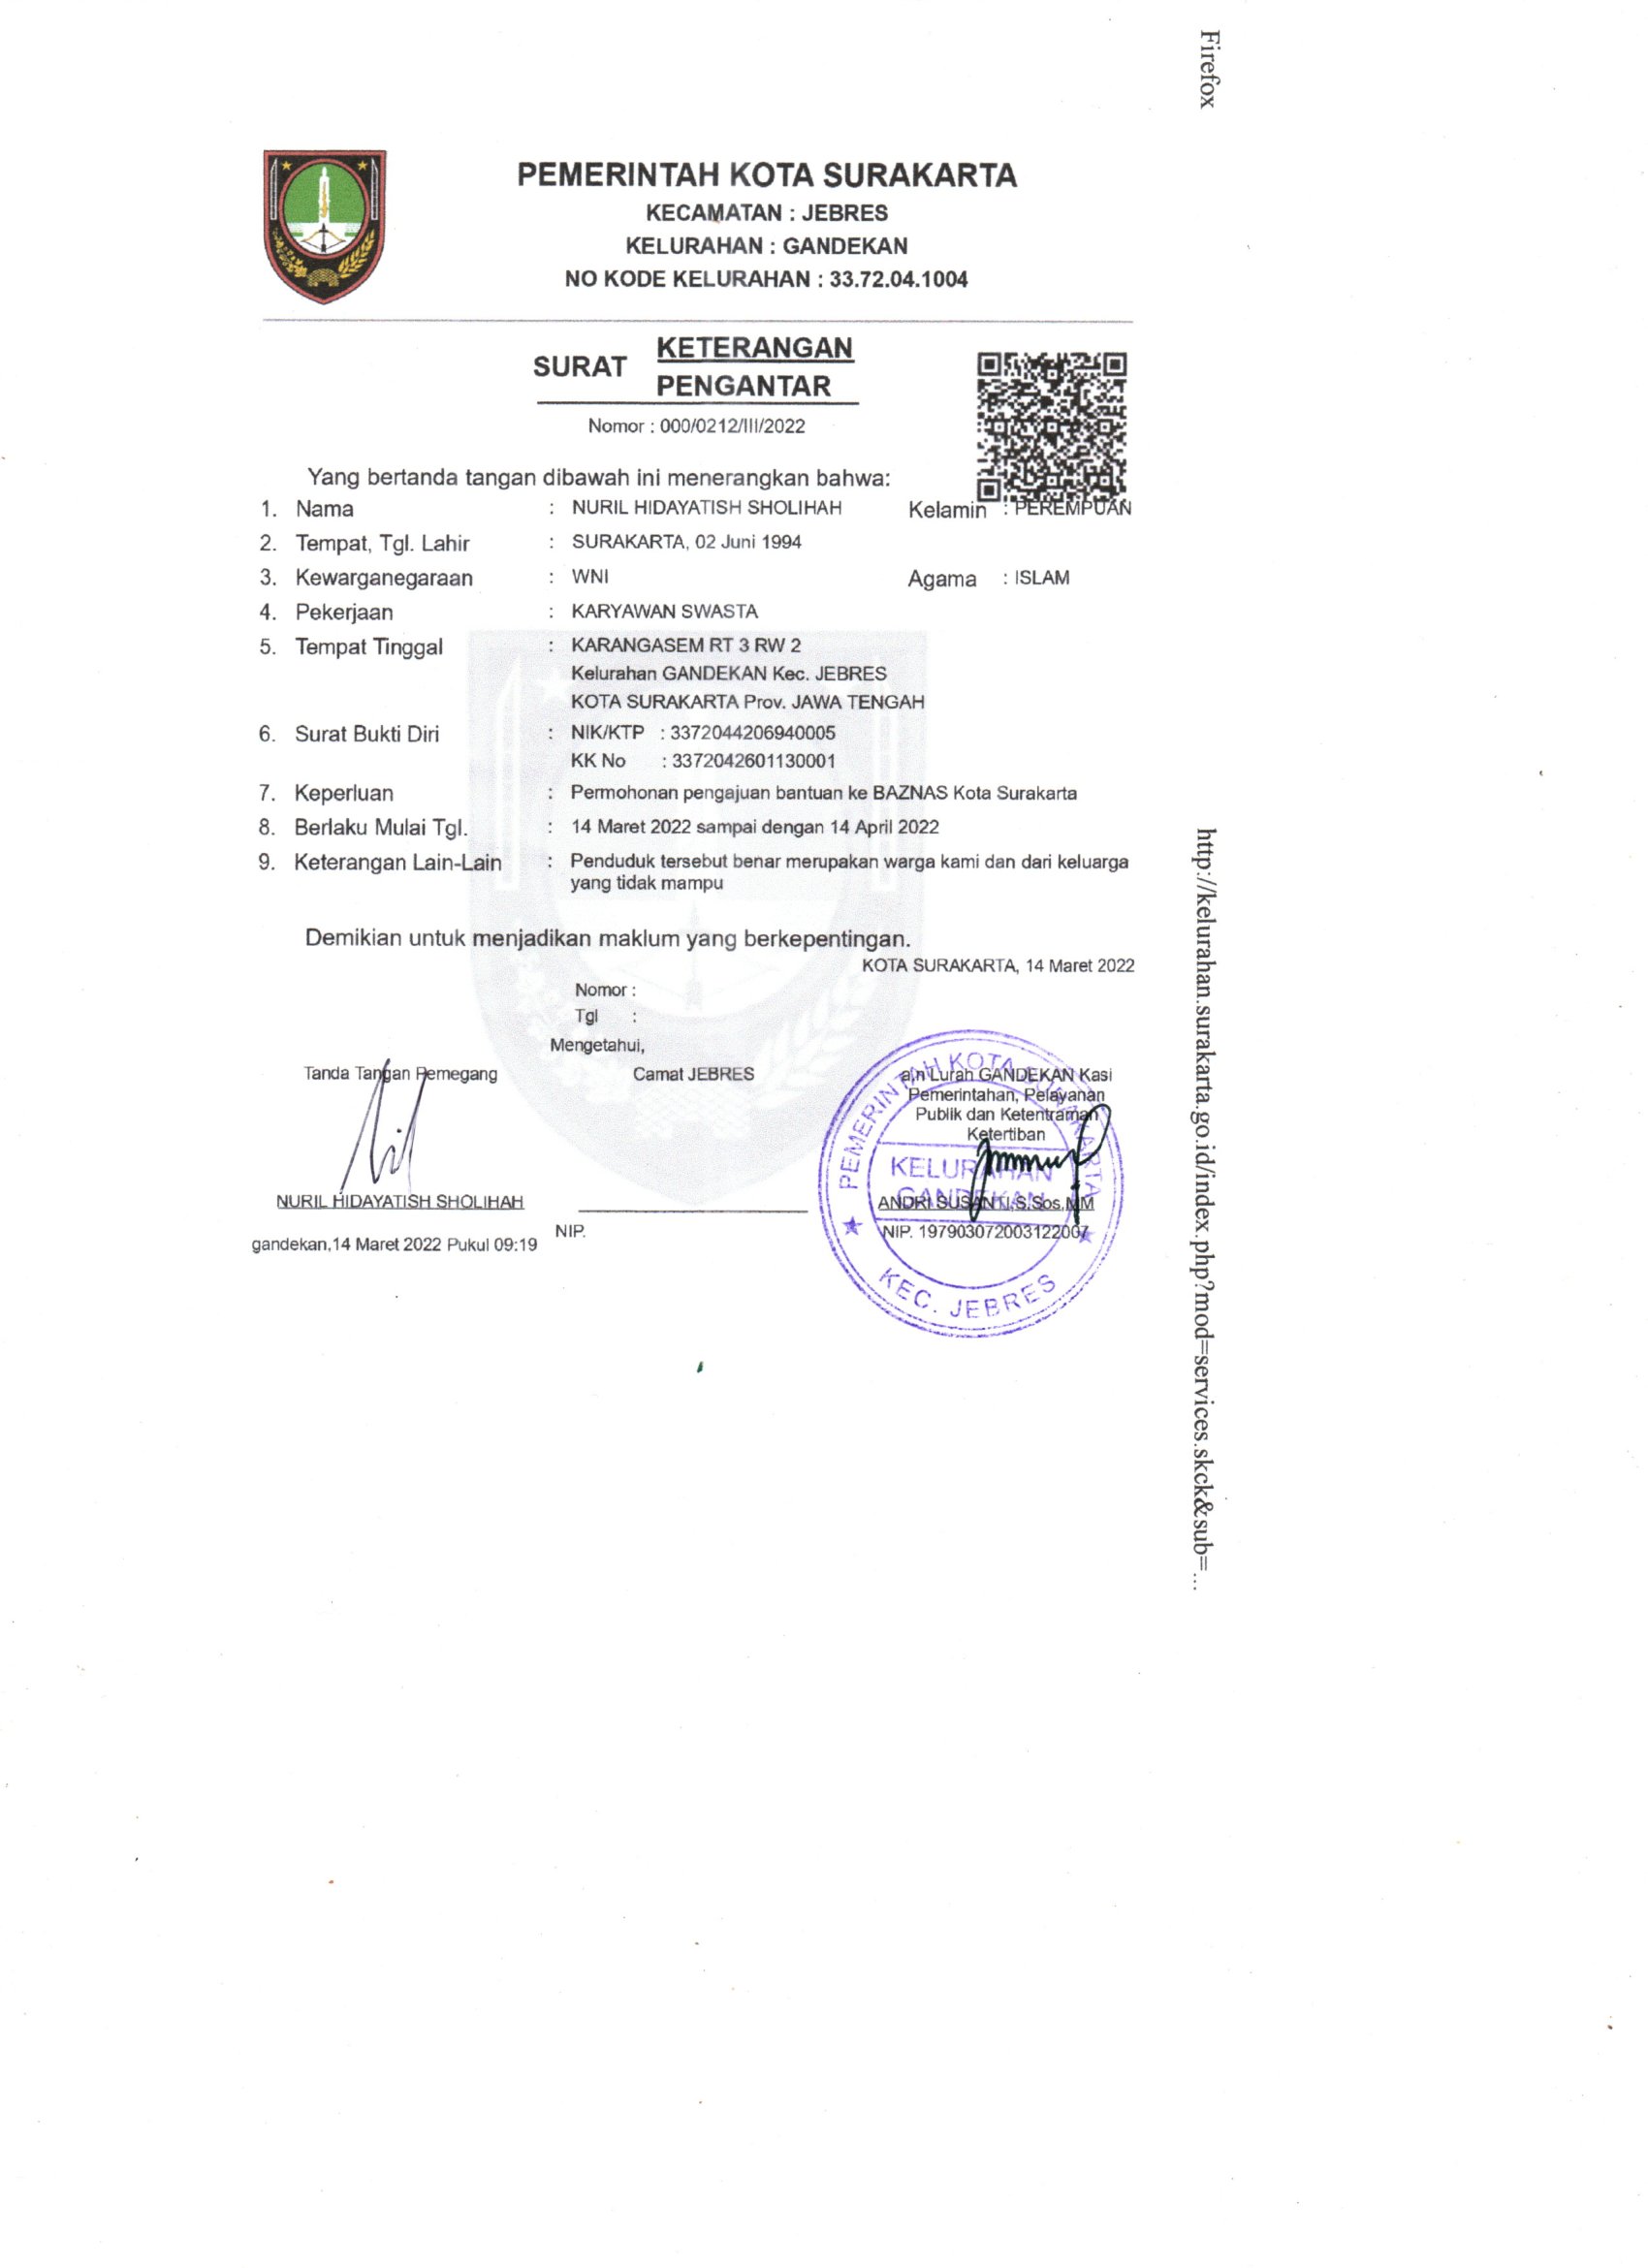 Firefox
PEMERINTAH KOTA SURAKARTA
KECAMATAN : JEBRES
KELURAHAN : GANDEKAN
NO KODE KELURAHAN : 33.72.04.1004
SURAT KETERANGAN
PENGANTAR
Nomor : 000/0212/III/2022
Yang bertanda tangan dibawah ini menerangkan bahwa:
1. Nama : NURIL HIDAYATISH SHOLIHAH Kelamin : PEREMPUAN
2. Tempat, Tgl. Lahir : SURAKARTA, 02 Juni 1994
3. Kewarganegaraan : WNI Agama : ISLAM
4. Pekerjaan : KARYAWAN SWASTA
5. Tempat Tinggal : KARANGASEM RT 3 RW 2
Kelurahan GANDEKAN Kec. JEBRES
KOTA SURAKARTA Prov. JAWA TENGAH
6. Surat Bukti Diri : NIK/KTP : 3372044206940005
KK No : 3372042601130001
7. Keperluan : Permohonan pengajuan bantuan ke BAZNAS Kota Surakarta
8. Berlaku Mulai Tgl. : 14 Maret 2022 sampai dengan 14 April 2022
9. Keterangan Lain-Lain : Penduduk tersebut benar merupakan warga kami dan dari keluarga
yang tidak mampu
Demikian untuk menjadikan maklum yang berkepentingan.
KOTA SURAKARTA, 14 Maret 2022
Nomor :
Tgl :
Mengetahui,
Tanda Tangan Pemegang
Camat JEBRES
a.n Lurah GANDEKAN Kasi
Pemerintahan, Pelayanan
Publik dan Ketentraman
Ketertiban
NURIL HIDAYATISH SHOLIHAH
ANDRI SUSANTI,S.Sos.MM
NIP.
NIP. 197903072003122007
gandekan,14 Maret 2022 Pukul 09:19
PEMERINTAH KOTA SURAKARTA
KELURAHAN
GANDEKAN
KEC. JEBRES
http://kelurahan.surakarta.go.id/index.php?mod=services.skck&sub=...